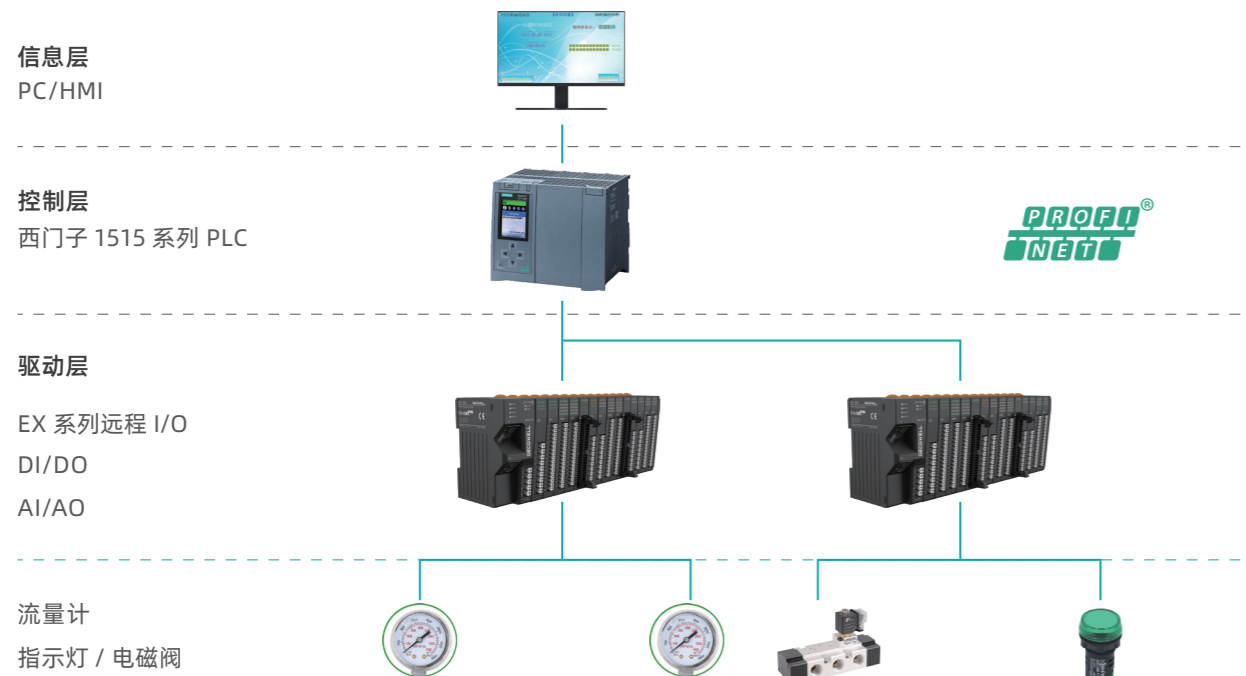 信息层
PC/HMI
控制层
西门子 1515 系列 PLC
PROFI®
NET
驱动层
EX 系列远程 I/O
DI/DO
AI/AO
流量计
指示灯 / 电磁阀